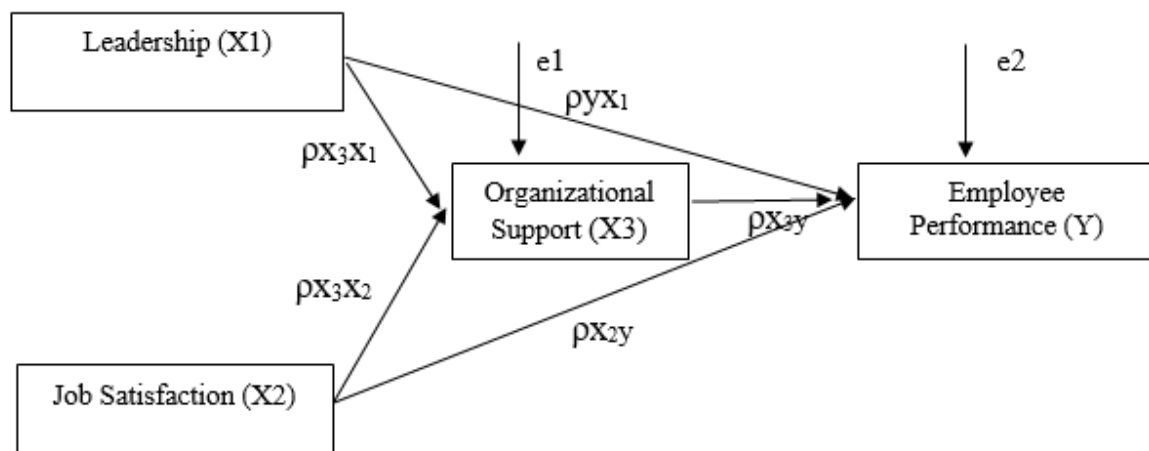 Leadership (X1)
e1
e2
ρyx₁
ρx₃x₁
Organizational
Support (X3)
Employee
Performance (Y)
ρx₃y
ρx₃x₂
ρx₂y
Job Satisfaction (X2)